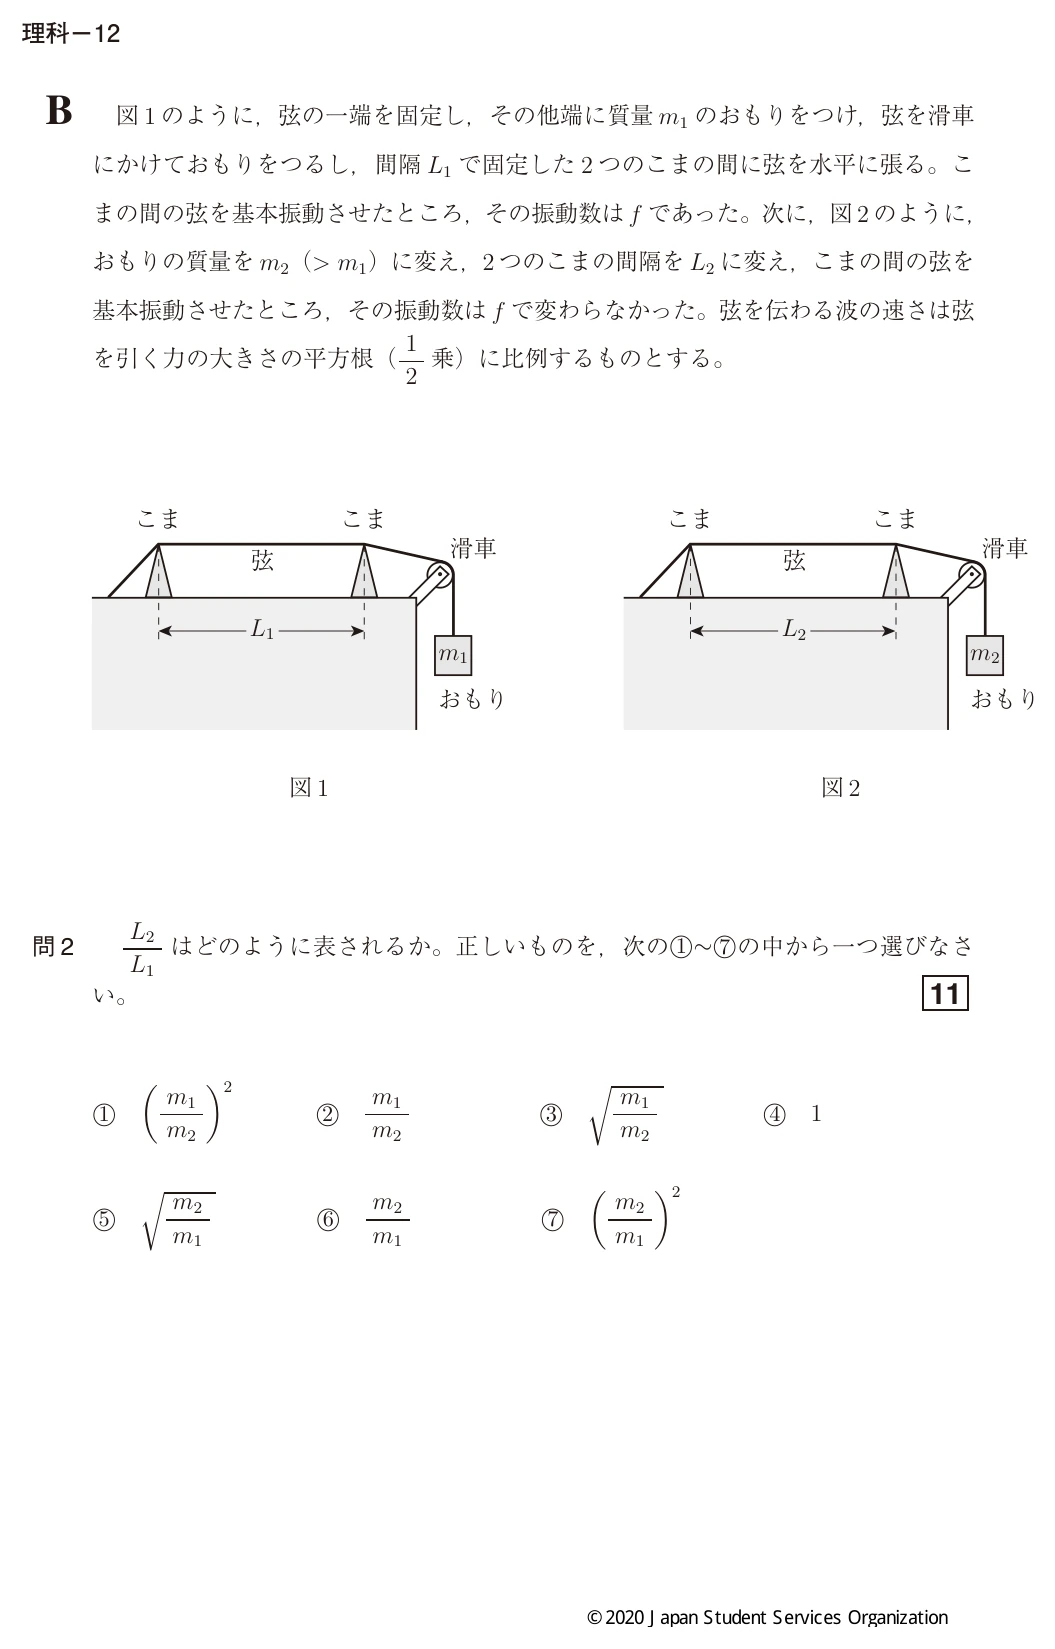 理科－12
B 図1のように，弦の一端を固定し，その他端に質量 m₁ のおもりをつけ，弦を滑車
にかけておもりをつるし，間隔 L₁ で固定した2つのこまの間に弦を水平に張る。こ
まの間の弦を基本振動させたところ，その振動数は f であった。次に，図2のように，
おもりの質量を m₂（> m₁）に変え，2つのこまの間隔を L₂ に変え，こまの間の弦を
基本振動させたところ，その振動数は f で変わらなかった。弦を伝わる波の速さは弦
を引く力の大きさの平方根（1/2 乗）に比例するものとする。
こま こま
滑車
弦
L₁
m₁
おもり
図1
こま こま
滑車
弦
L₂
m₂
おもり
図2
問2 L₂/L₁ はどのように表されるか。正しいものを，次の①～⑦の中から一つ選びなさ
い。 11
① (m₁/m₂)² ② m₁/m₂ ③ √(m₁/m₂) ④ 1
⑤ √(m₂/m₁) ⑥ m₂/m₁ ⑦ (m₂/m₁)²
© 2020 Japan Student Services Organization